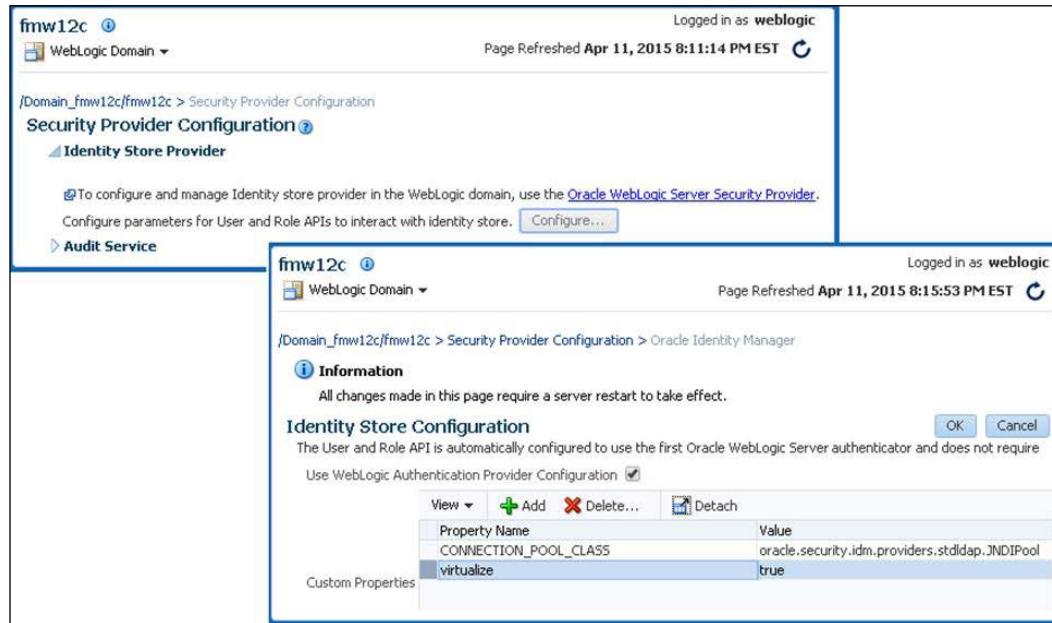 fmw12c
Logged in as weblogic
WebLogic Domain
Page Refreshed Apr 11, 2015 8:11:14 PM EST
/Domain_fmw12c/fmw12c > Security Provider Configuration
Security Provider Configuration
Identity Store Provider
To configure and manage Identity store provider in the WebLogic domain, use the Oracle WebLogic Server Security Provider.
Configure parameters for User and Role APIs to interact with identity store. Configure...
Audit Service
fmw12c
Logged in as weblogic
WebLogic Domain
Page Refreshed Apr 11, 2015 8:15:53 PM EST
/Domain_fmw12c/fmw12c > Security Provider Configuration > Oracle Identity Manager
Information
All changes made in this page require a server restart to take effect.
Identity Store Configuration
OK Cancel
The User and Role API is automatically configured to use the first Oracle WebLogic Server authenticator and does not require
Use WebLogic Authentication Provider Configuration
View Add Delete... Detach
Property Name Value
CONNECTION_POOL_CLASS oracle.security.idm.providers.stdldap.JNDIPool
virtualize true
Custom Properties